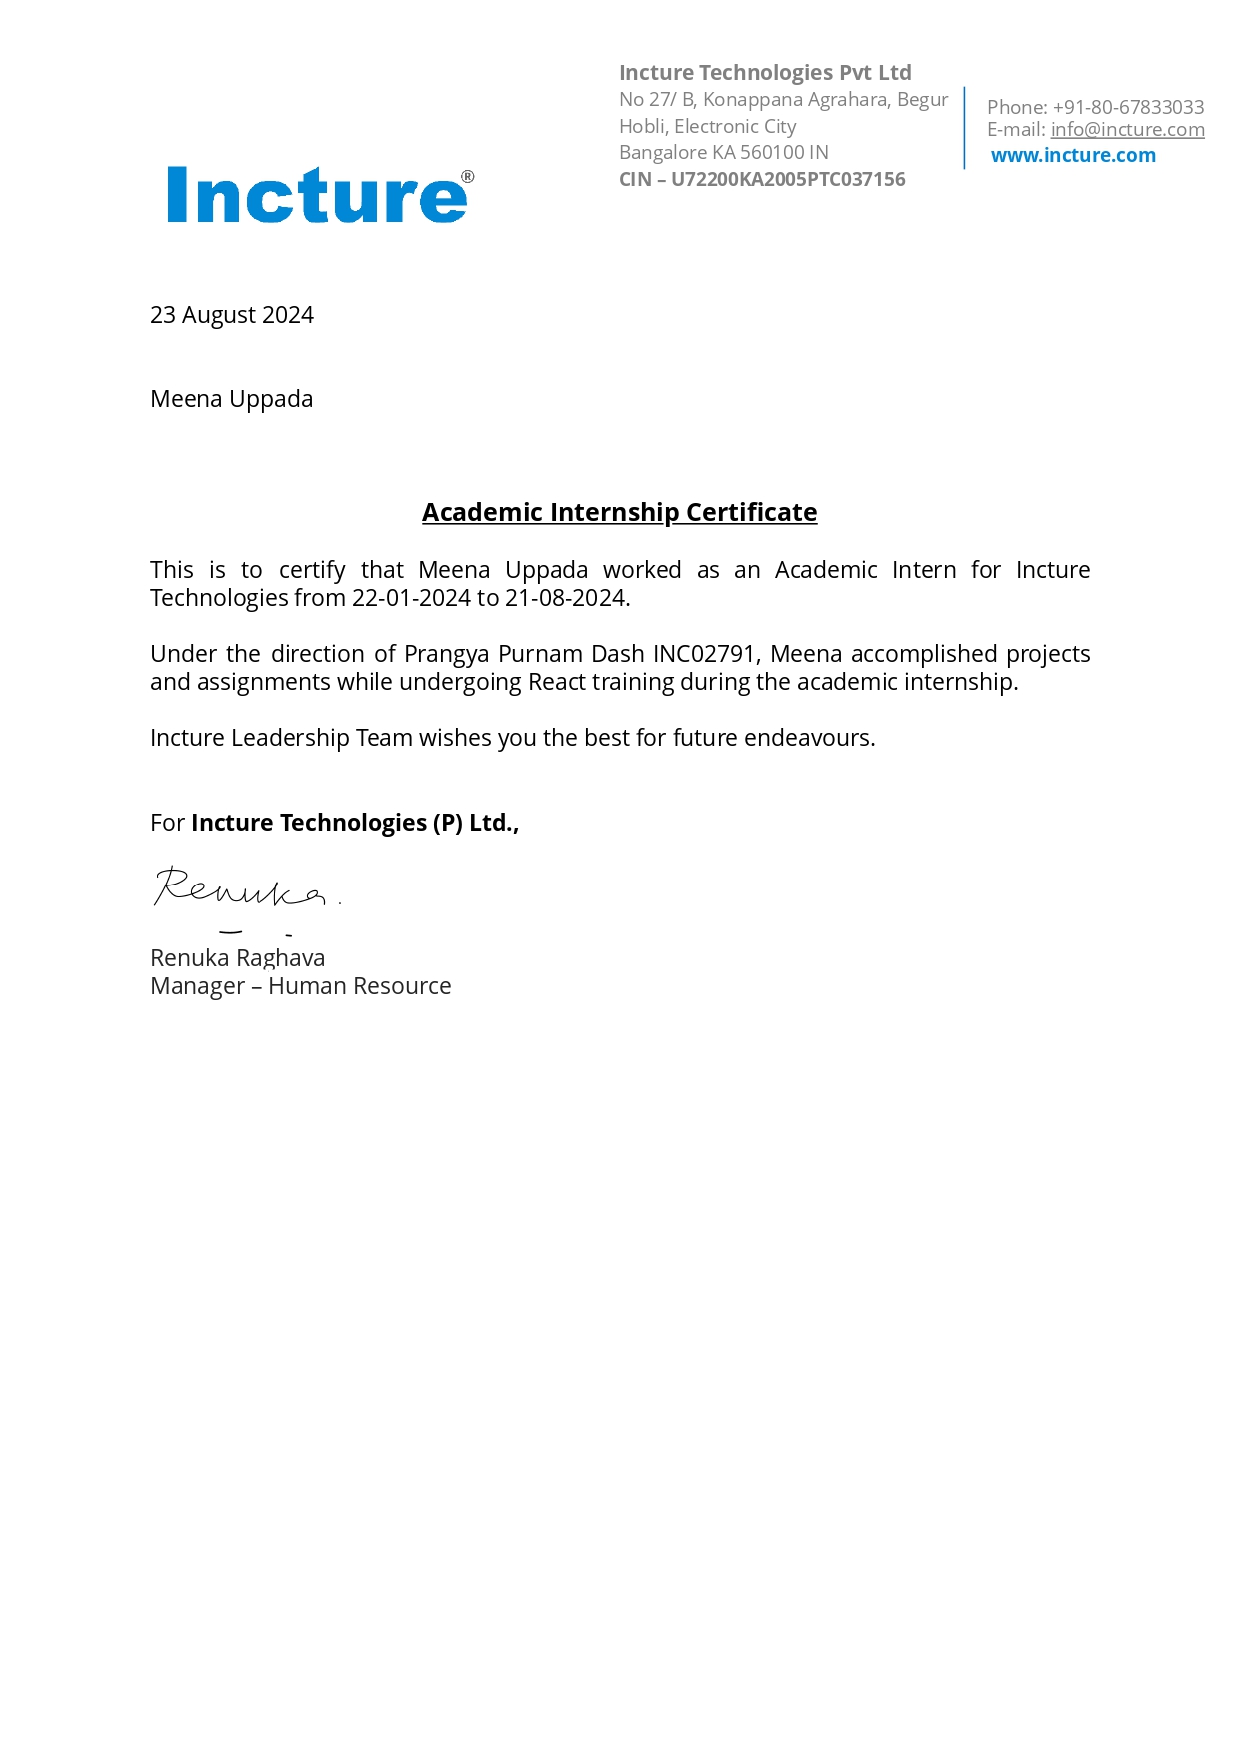 Incture Technologies Pvt Ltd
No 27/ B, Konappana Agrahara, Begur
Hobli, Electronic City
Bangalore KA 560100 IN
CIN – U72200KA2005PTC037156
Phone: +91-80-67833033
E-mail: info@incture.com
www.incture.com
Incture®
23 August 2024
Meena Uppada
Academic Internship Certificate
This is to certify that Meena Uppada worked as an Academic Intern for Incture
Technologies from 22-01-2024 to 21-08-2024.
Under the direction of Prangya Purnam Dash INC02791, Meena accomplished projects
and assignments while undergoing React training during the academic internship.
Incture Leadership Team wishes you the best for future endeavours.
For Incture Technologies (P) Ltd.,
Renuka.
Renuka Raghava
Manager – Human Resource